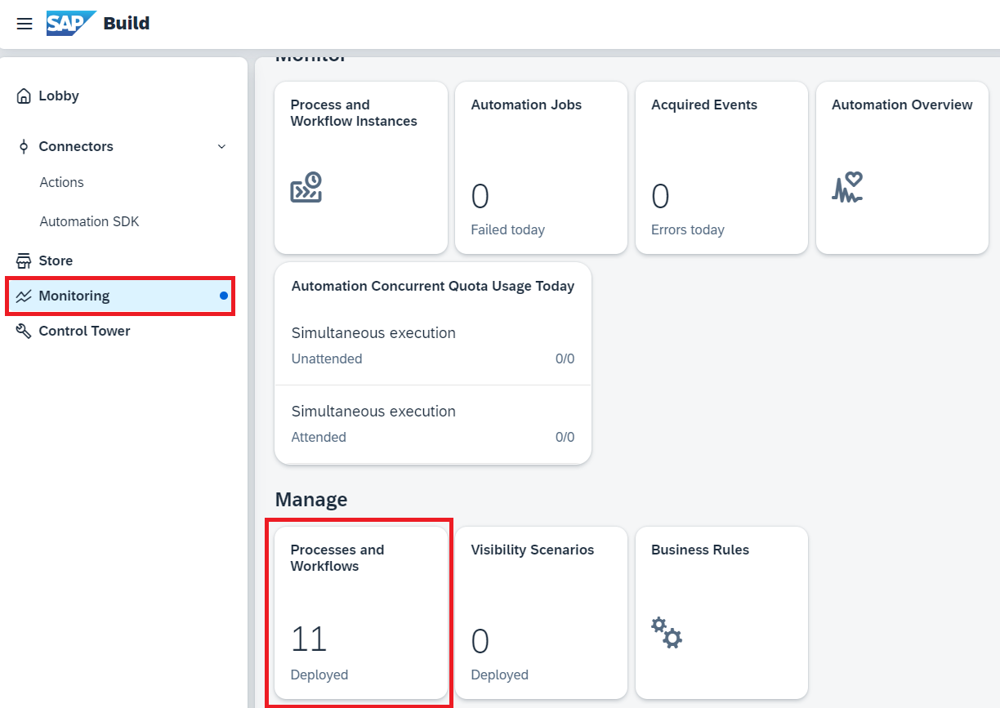 SAP Build
Lobby
Connectors
Actions
Automation SDK
Store
Monitoring
Control Tower
Monitor
Process and
Workflow Instances
Automation Jobs
0
Failed today
Acquired Events
0
Errors today
Automation Overview
Automation Concurrent Quota Usage Today
Simultaneous execution
Unattended 0/0
Simultaneous execution
Attended 0/0
Manage
Processes and
Workflows
11
Deployed
Visibility Scenarios
0
Deployed
Business Rules